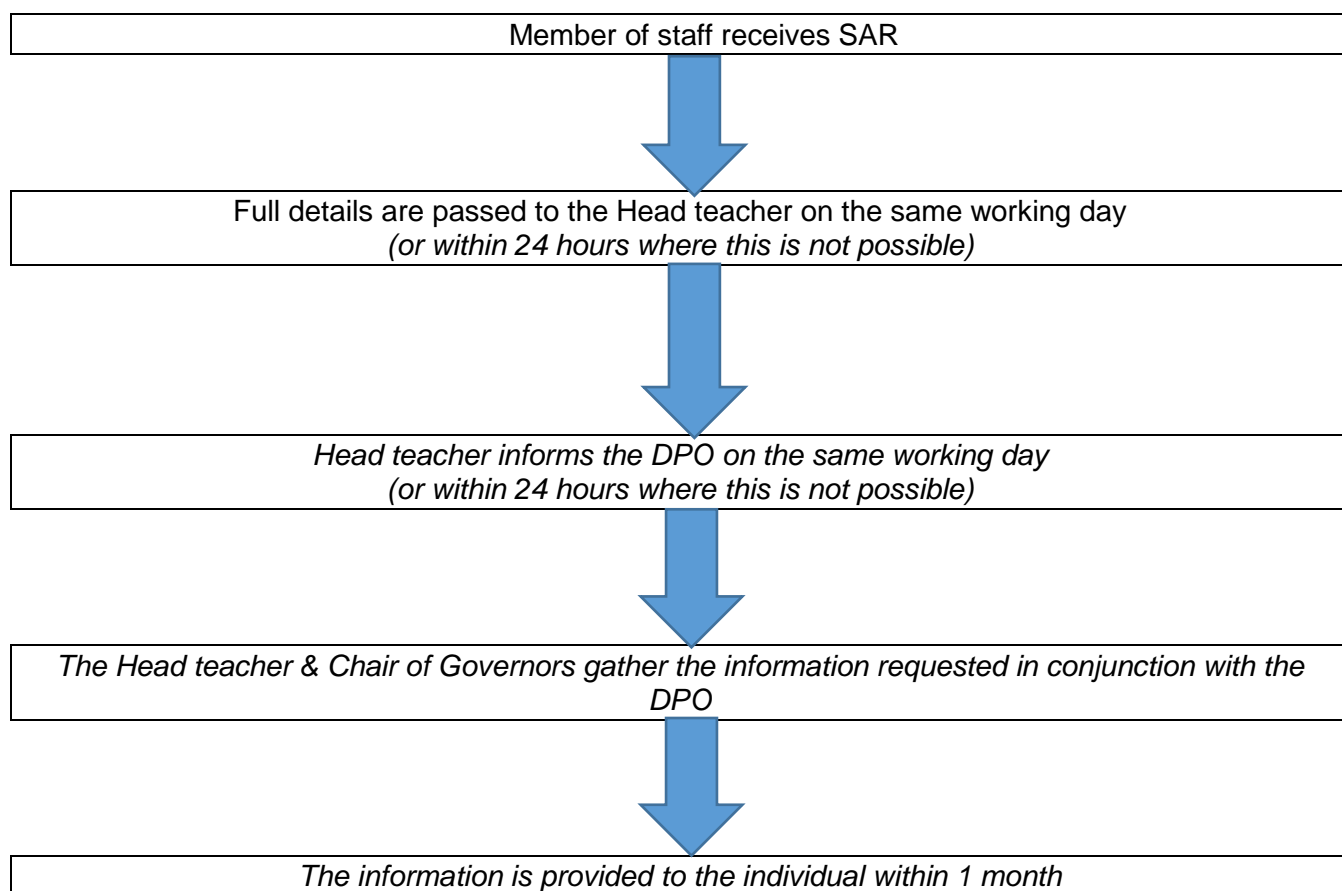 Member of staff receives SAR
Full details are passed to the Head teacher on the same working day
(or within 24 hours where this is not possible)
Head teacher informs the DPO on the same working day
(or within 24 hours where this is not possible)
The Head teacher & Chair of Governors gather the information requested in conjunction with the
DPO
The information is provided to the individual within 1 month